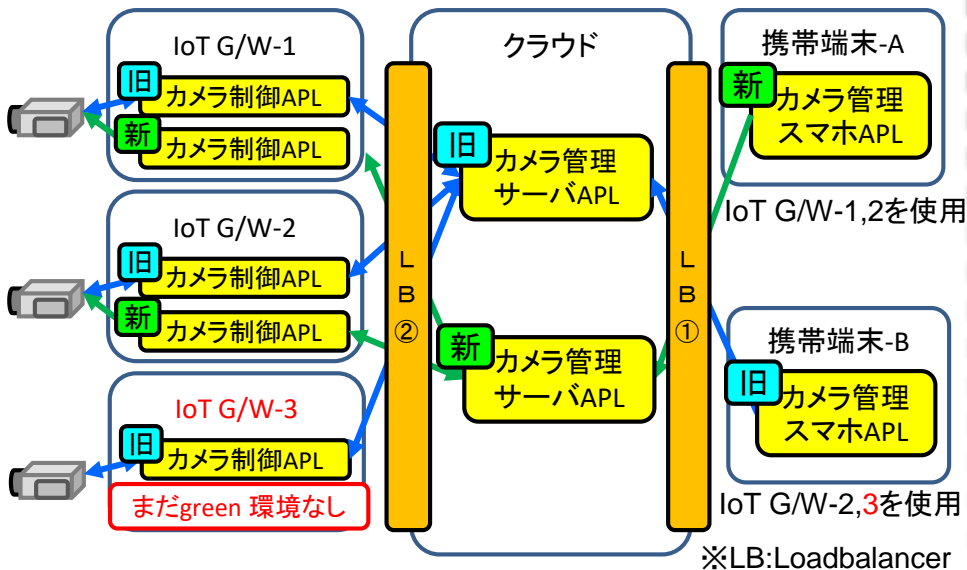 IoT G/W-1
旧
カメラ制御APL
新
カメラ制御APL
IoT G/W-2
旧
カメラ制御APL
新
カメラ制御APL
IoT G/W-3
旧
カメラ制御APL
まだgreen 環境なし
L
B
②
クラウド
旧
カメラ管理
サーバAPL
新
カメラ管理
サーバAPL
L
B
①
携帯端末-A
新
カメラ管理
スマホAPL
IoT G/W-1,2を使用
携帯端末-B
旧
カメラ管理
スマホAPL
IoT G/W-2,3を使用
※LB:Loadbalancer